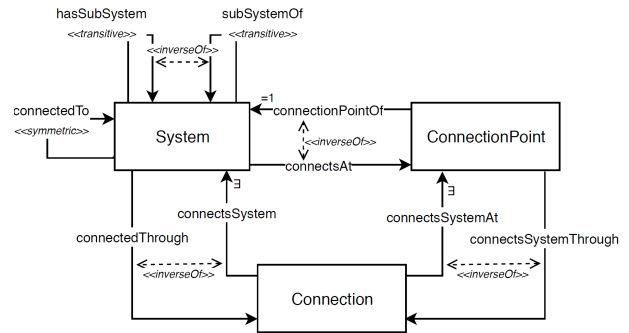 hasSubSystem
subSystemOf
<<transitive>>
<<transitive>>
<<inverseOf>>
=1
connectedTo
connectionPointOf
<<symmetric>>
System
ConnectionPoint
<<inverseOf>>
connectsAt
∃
∃
connectsSystem
connectsSystemAt
connectedThrough
connectsSystemThrough
<<inverseOf>>
<<inverseOf>>
Connection